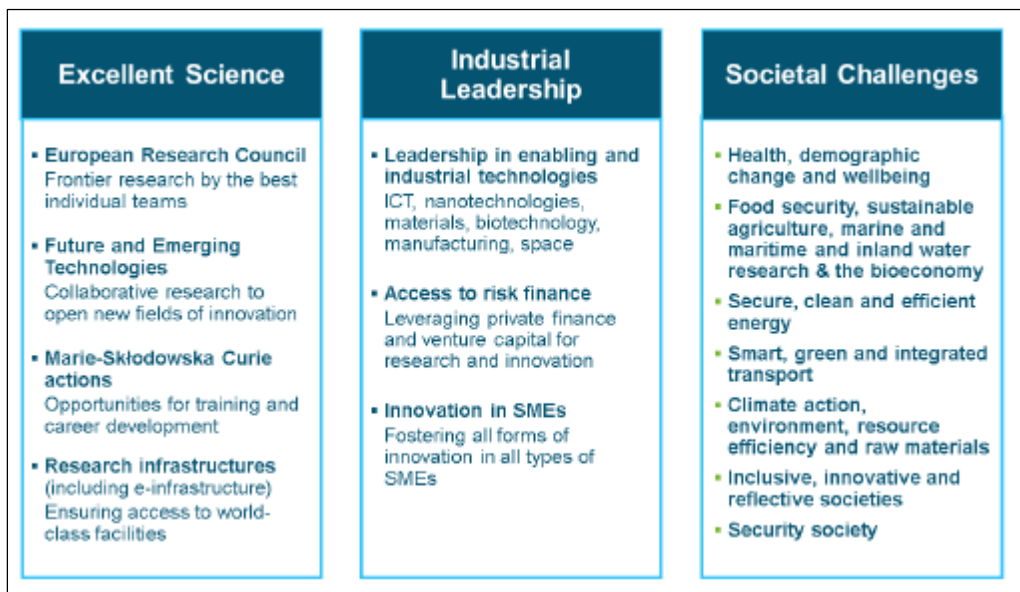 Excellent Science
▪ European Research Council
Frontier research by the best
individual teams
▪ Future and Emerging
Technologies
Collaborative research to
open new fields of innovation
▪ Marie-Skłodowska Curie
actions
Opportunities for training and
career development
▪ Research infrastructures
(including e-infrastructure)
Ensuring access to world-
class facilities
Industrial
Leadership
▪ Leadership in enabling and
industrial technologies
ICT, nanotechnologies,
materials, biotechnology,
manufacturing, space
▪ Access to risk finance
Leveraging private finance
and venture capital for
research and innovation
▪ Innovation in SMEs
Fostering all forms of
innovation in all types of
SMEs
Societal Challenges
▪ Health, demographic
change and wellbeing
▪ Food security, sustainable
agriculture, marine and
maritime and inland water
research & the bioeconomy
▪ Secure, clean and efficient
energy
▪ Smart, green and integrated
transport
▪ Climate action,
environment, resource
efficiency and raw materials
▪ Inclusive, innovative and
reflective societies
▪ Security society